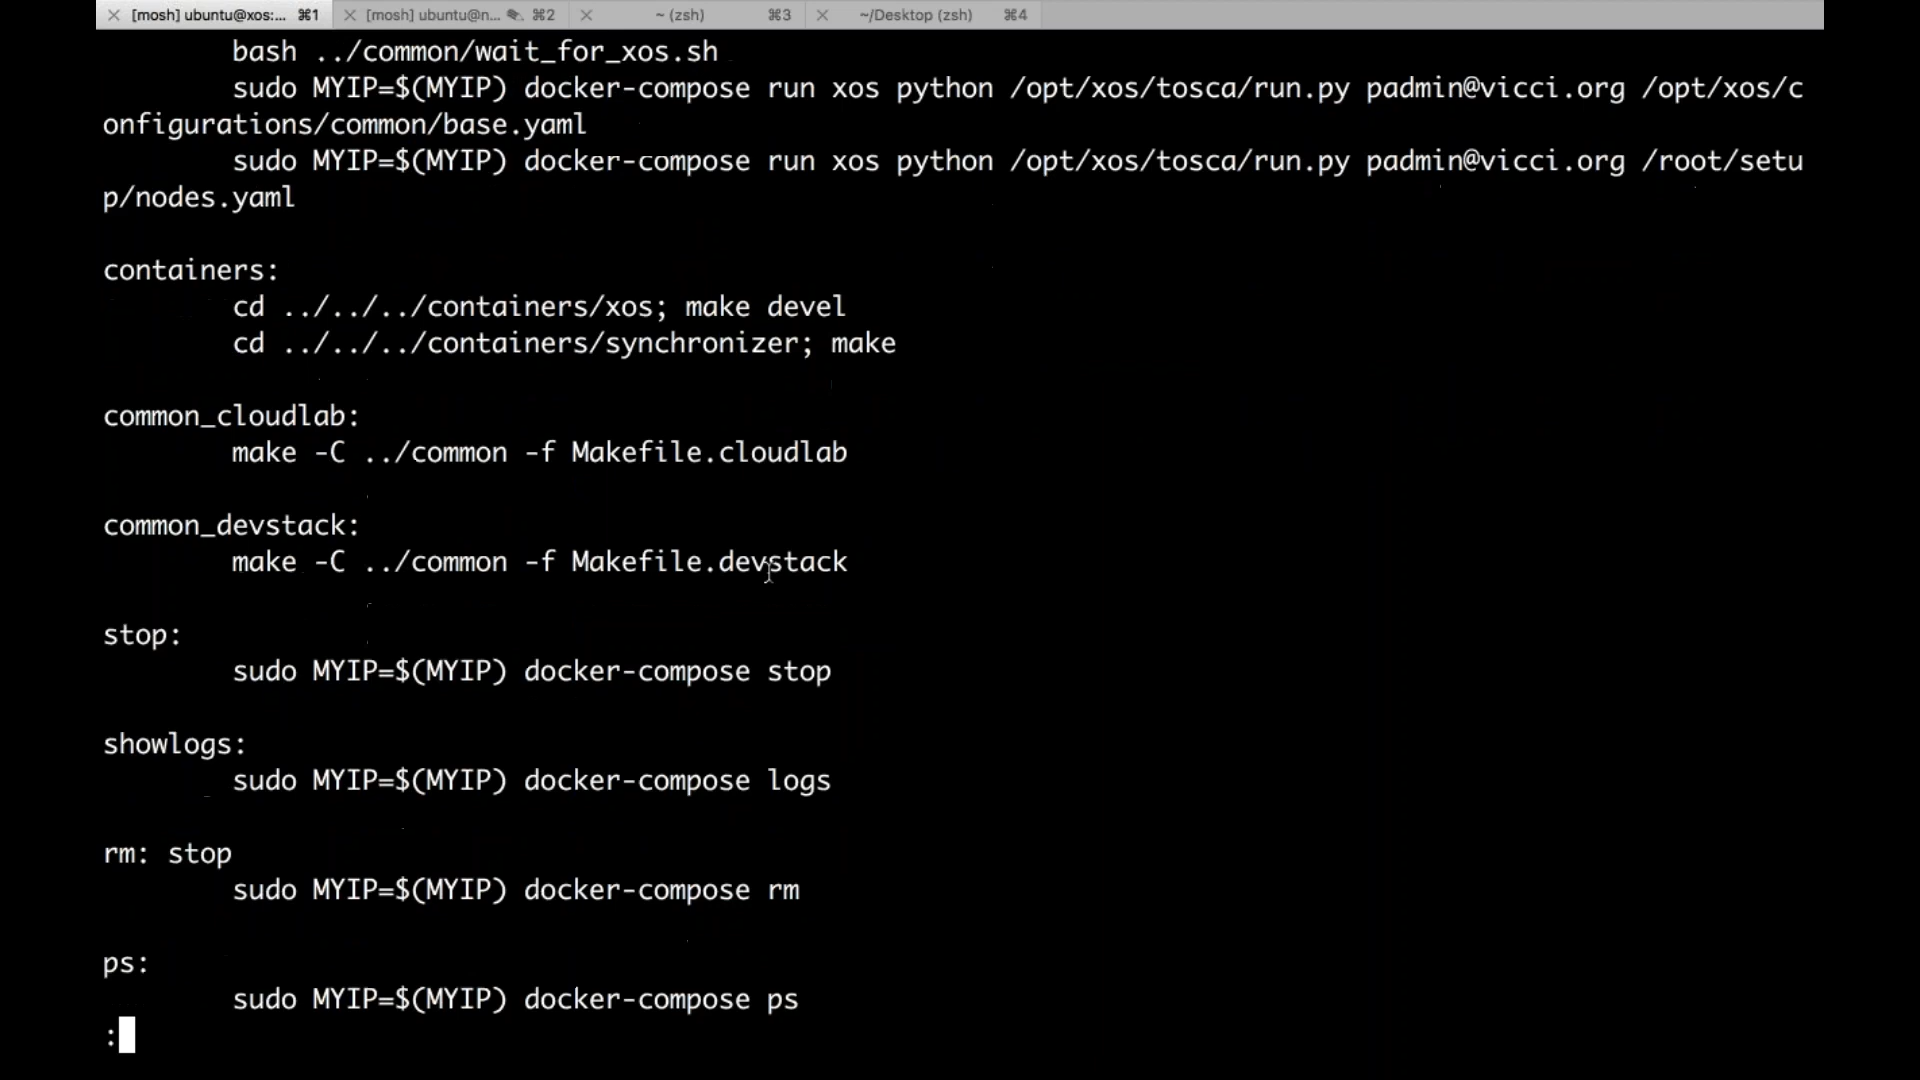 [mosh] ubuntu@xos:... ⌘1 [mosh] ubuntu@n... ⌘2 ~ (zsh) ⌘3 ~/Desktop (zsh) ⌘4
bash ../common/wait_for_xos.sh
sudo MYIP=$(MYIP) docker-compose run xos python /opt/xos/tosca/run.py padmin@vicci.org /opt/xos/c
onfigurations/common/base.yaml
sudo MYIP=$(MYIP) docker-compose run xos python /opt/xos/tosca/run.py padmin@vicci.org /root/setu
p/nodes.yaml
containers:
cd ../../../containers/xos; make devel
cd ../../../containers/synchronizer; make
common_cloudlab:
make -C ../common -f Makefile.cloudlab
common_devstack:
make -C ../common -f Makefile.devstack
stop:
sudo MYIP=$(MYIP) docker-compose stop
showlogs:
sudo MYIP=$(MYIP) docker-compose logs
rm: stop
sudo MYIP=$(MYIP) docker-compose rm
ps:
sudo MYIP=$(MYIP) docker-compose ps
: